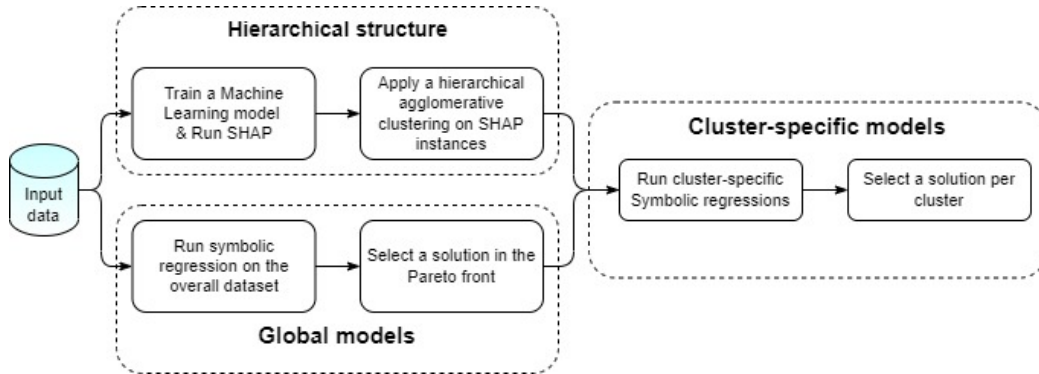 Hierarchical structure
Train a Machine
Learning model
& Run SHAP
Apply a hierarchical
agglomerative
clustering on SHAP
instances
Input
data
Run symbolic
regression on the
overall dataset
Select a solution in the
Pareto front
Global models
Cluster-specific models
Run cluster-specific
Symbolic regressions
Select a solution per
cluster